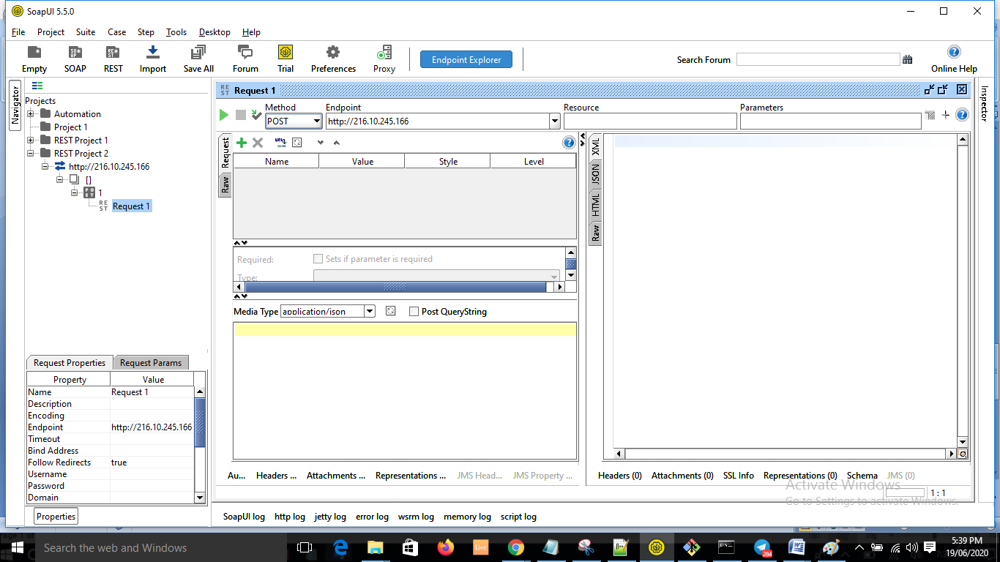 SoapUI 5.5.0
File Project Suite Case Step Tools Desktop Help
Empty SOAP REST Import Save All Forum Trial Preferences Proxy Endpoint Explorer Search Forum Online Help
Navigator
Projects
Automation
Project 1
REST Project 1
REST Project 2
http://216.10.245.166
[]
1
Request 1
Request Properties Request Params
Property Value
Name Request 1
Description
Encoding
Endpoint http://216.10.245.166
Timeout
Bind Address
Follow Redirects true
Username
Password
Domain
Properties
Request 1
Method Endpoint Resource Parameters
POST http://216.10.245.166
Request
Raw
Name Value Style Level
Required: Sets if parameter is required
Type:
Media Type application/json Post QueryString
Au... Headers ... Attachments ... Representations ... JMS Head... JMS Property ...
XML
JSON
HTML
Raw
Headers (0) Attachments (0) SSL Info Representations (0) Schema JMS (0)
Activate Windows
Go to Settings to activate Windows.
1 : 1
Inspector
SoapUI log http log jetty log error log wsrm log memory log script log
Search the web and Windows
Live
284
5:39 PM
19/06/2020